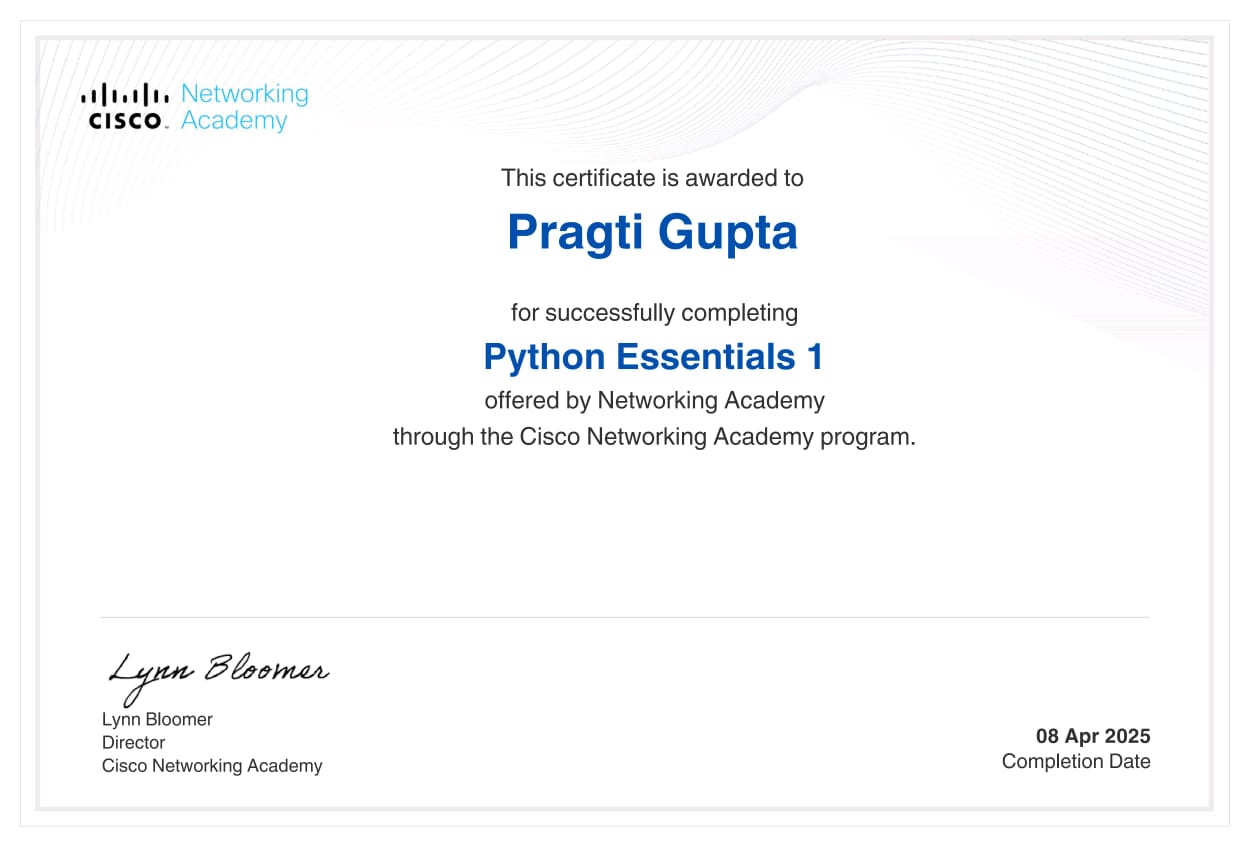 Networking
CISCO Academy
This certificate is awarded to
Pragti Gupta
for successfully completing
Python Essentials 1
offered by Networking Academy
through the Cisco Networking Academy program.
Lynn Bloomer
Lynn Bloomer
Director
Cisco Networking Academy
08 Apr 2025
Completion Date